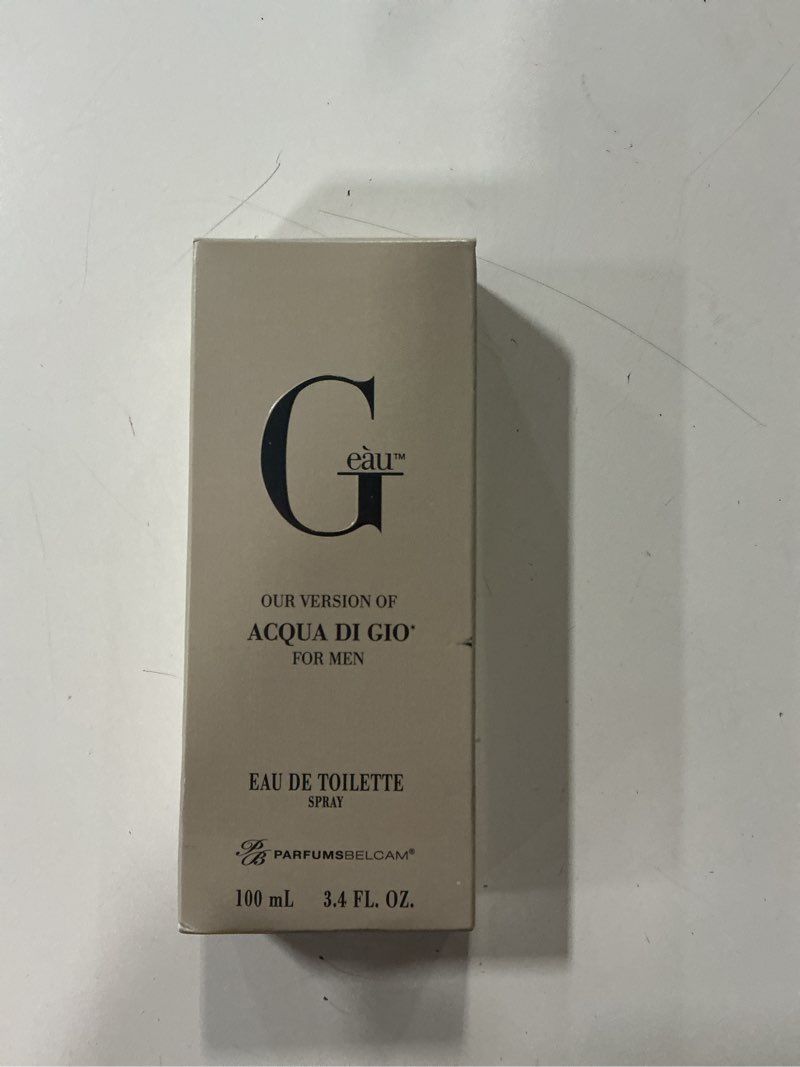 G eàu™
OUR VERSION OF
ACQUA DI GIO*
FOR MEN
EAU DE TOILETTE
SPRAY
PB PARFUMSBELCAM®
100 mL 3.4 FL. OZ.